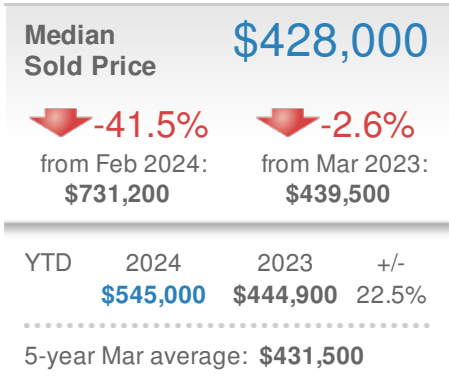 Median $428,000
Sold Price
-41.5% -2.6%
from Feb 2024: from Mar 2023:
$731,200 $439,500
YTD 2024 2023 +/-
$545,000 $444,900 22.5%
5-year Mar average: $431,500